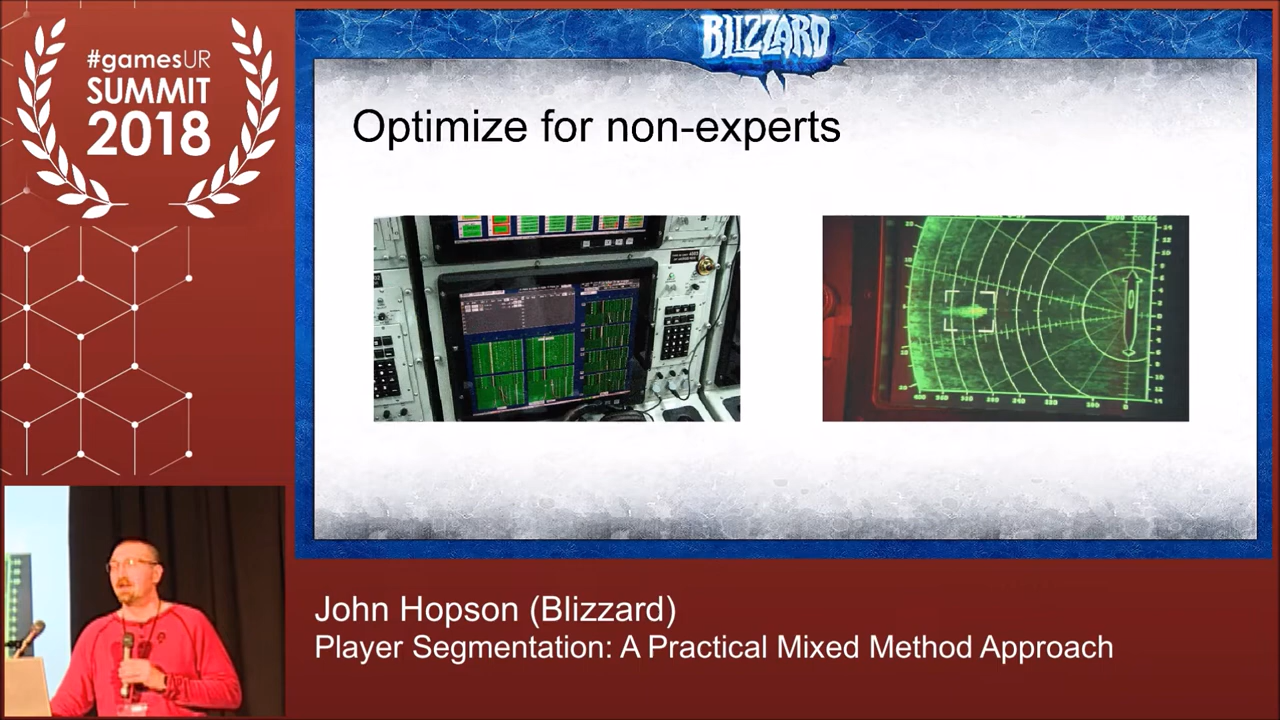 #gamesUR
SUMMIT
2018
BLIZZARD
Optimize for non-experts
John Hopson (Blizzard)
Player Segmentation: A Practical Mixed Method Approach